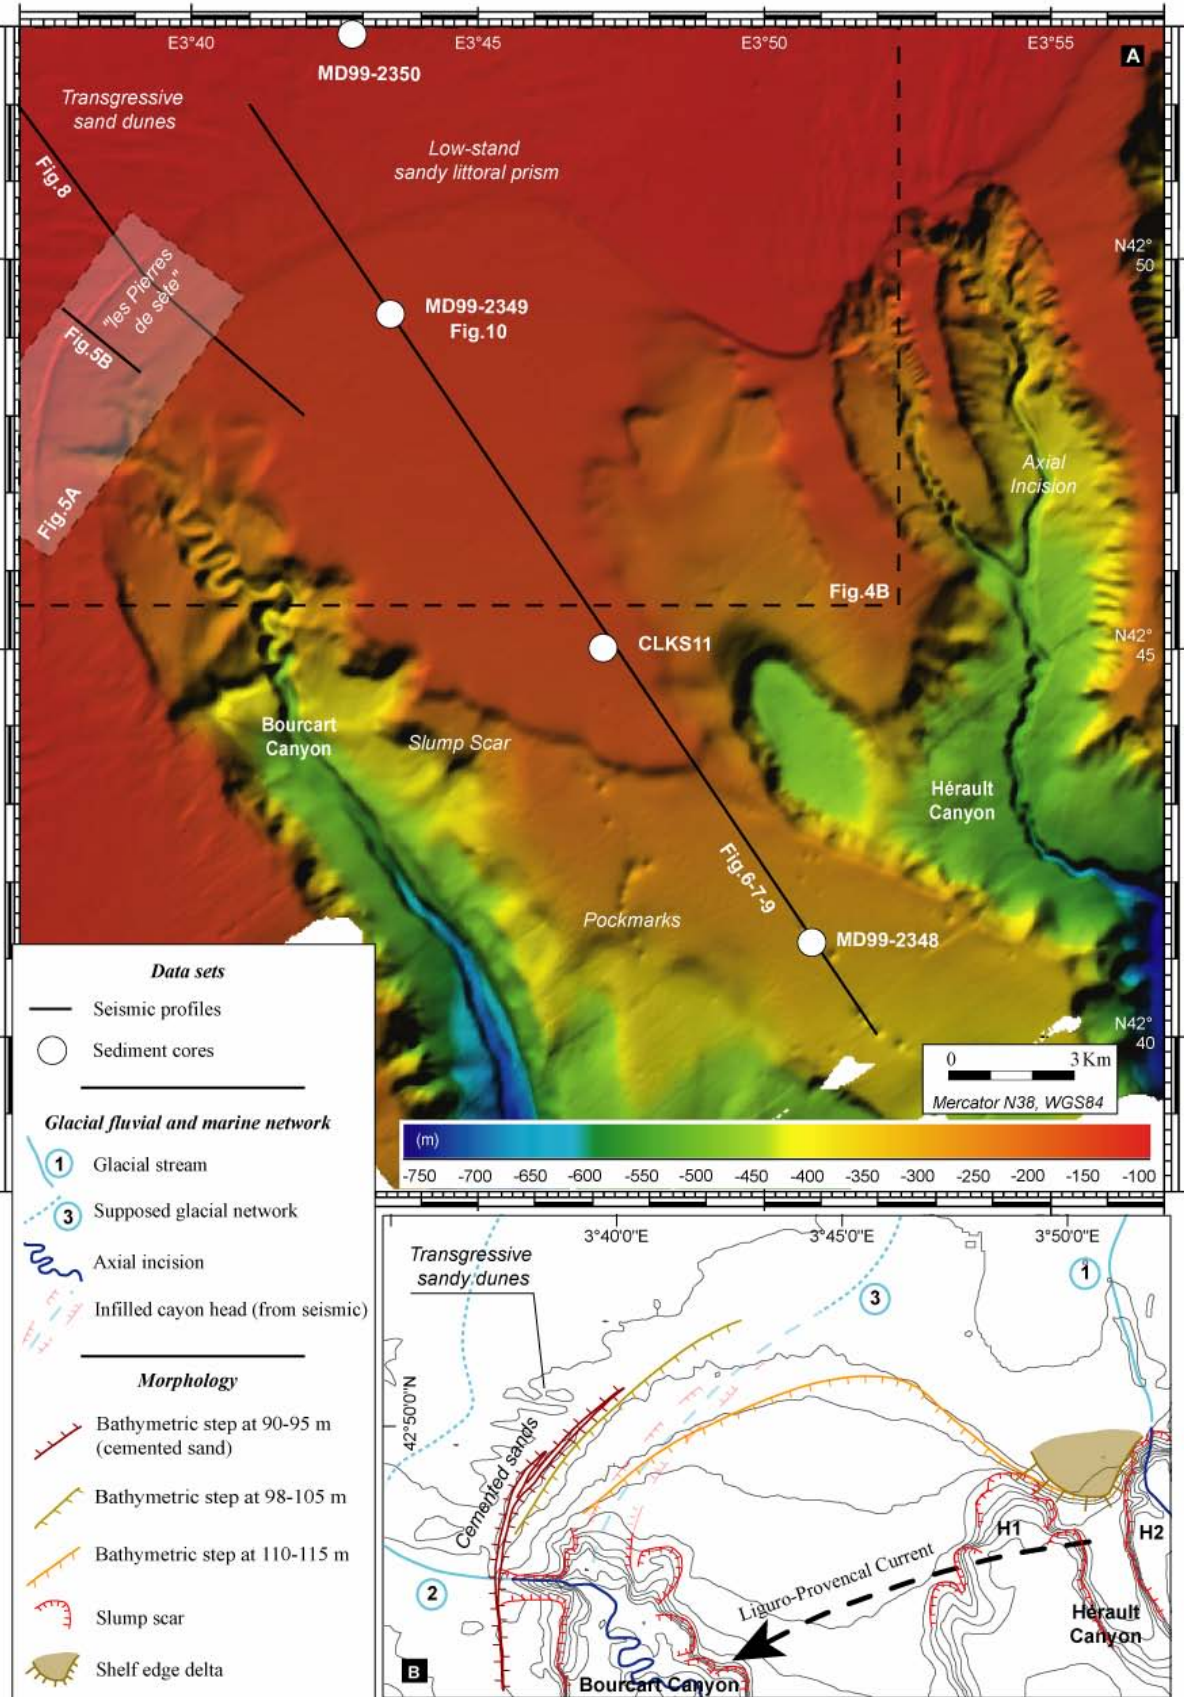 E3°40
E3°45
E3°50
E3°55
A
MD99-2350
Transgressive
sand dunes
Low-stand
sandy littoral prism
Fig.8
N42°
50
"les Pierres
de sète"
MD99-2349
Fig.10
Fig.5B
Axial
Incision
Fig.5A
Fig.4B
CLKS11
N42°
45
Bourcart
Canyon
Slump Scar
Hérault
Canyon
Fig.6-7-9
Pockmarks
MD99-2348
N42°
40
0 3 Km
Mercator N38, WGS84
(m)
-750 -700 -650 -600 -550 -500 -450 -400 -350 -300 -250 -200 -150 -100
Data sets
Seismic profiles
Sediment cores
Glacial fluvial and marine network
1 Glacial stream
3 Supposed glacial network
Axial incision
Infilled cayon head (from seismic)
Morphology
Bathymetric step at 90-95 m
(cemented sand)
Bathymetric step at 98-105 m
Bathymetric step at 110-115 m
Slump scar
Shelf edge delta
3°40'0"E
3°45'0"E
3°50'0"E
Transgressive
sandy dunes
1
3
42°50'0"N
Cemented sands
H1
H2
Liguro-Provencal Current
2
Hérault
Canyon
B
Bourcart Canyon